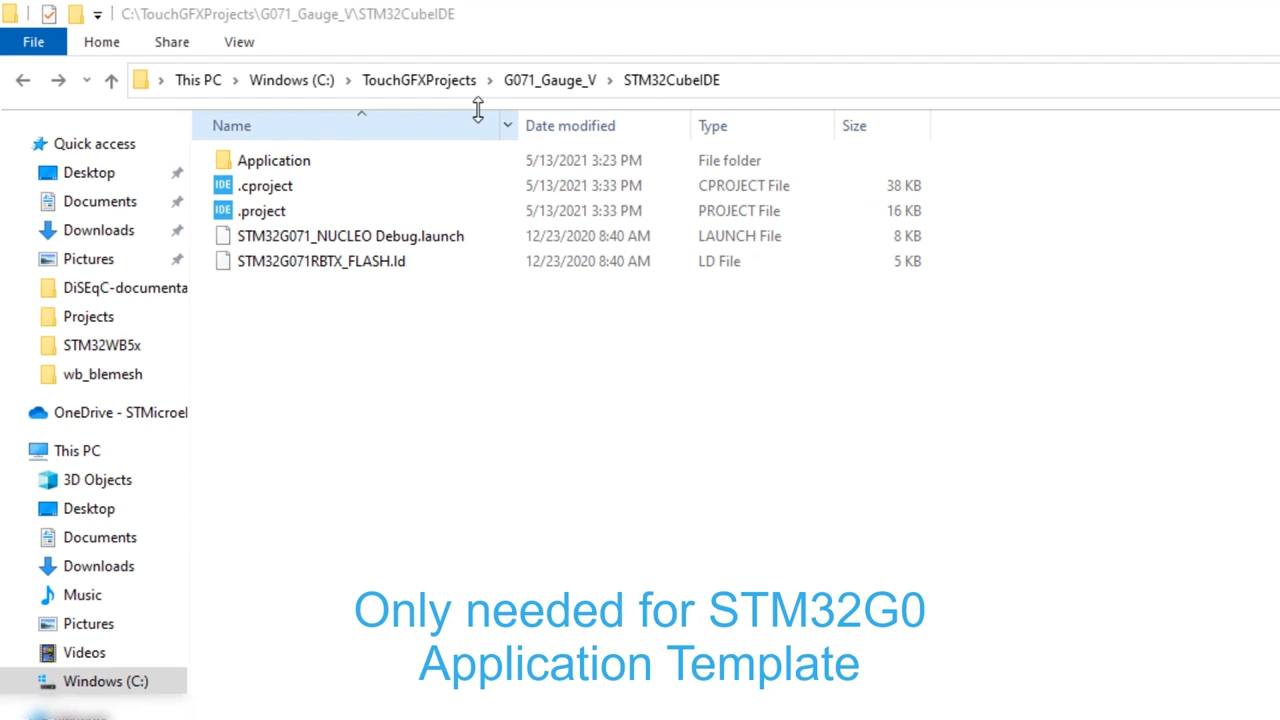 C:\TouchGFXProjects\G071_Gauge_V\STM32CubeIDE
File Home Share View
This PC Windows (C:) TouchGFXProjects G071_Gauge_V STM32CubeIDE
Name Date modified Type Size
Quick access
Desktop
Documents
Downloads
Pictures
DiSEqC-documenta
Projects
STM32WB5x
wb_blemesh
OneDrive - STMicroel
This PC
3D Objects
Desktop
Documents
Downloads
Music
Pictures
Videos
Windows (C:)
Application 5/13/2021 3:23 PM File folder
IDE .cproject 5/13/2021 3:33 PM CPROJECT File 38 KB
IDE .project 5/13/2021 3:33 PM PROJECT File 16 KB
STM32G071_NUCLEO Debug.launch 12/23/2020 8:40 AM LAUNCH File 8 KB
STM32G071RBTX_FLASH.ld 12/23/2020 8:40 AM LD File 5 KB
Only needed for STM32G0
Application Template